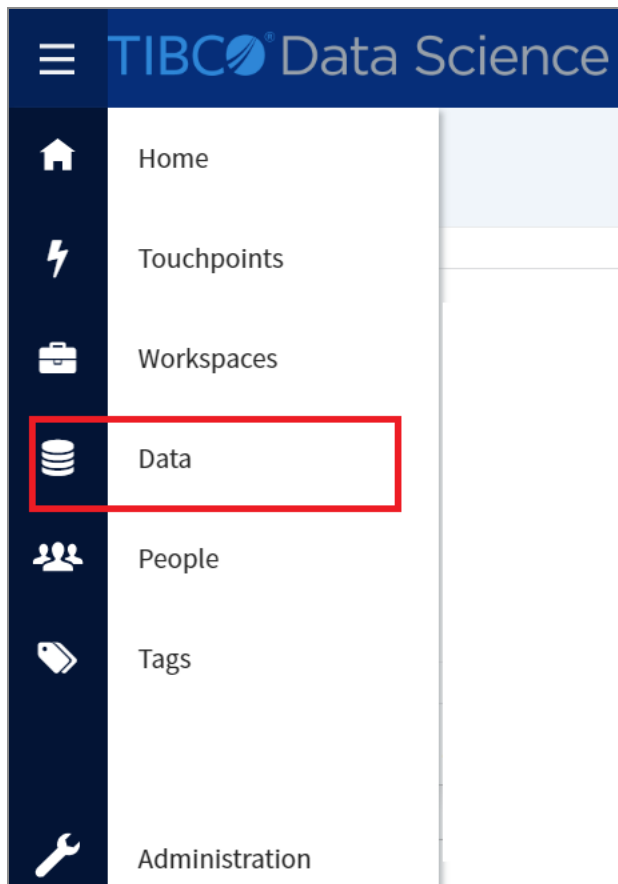 TIBCO® Data Science
Home
Touchpoints
Workspaces
Data
People
Tags
Administration